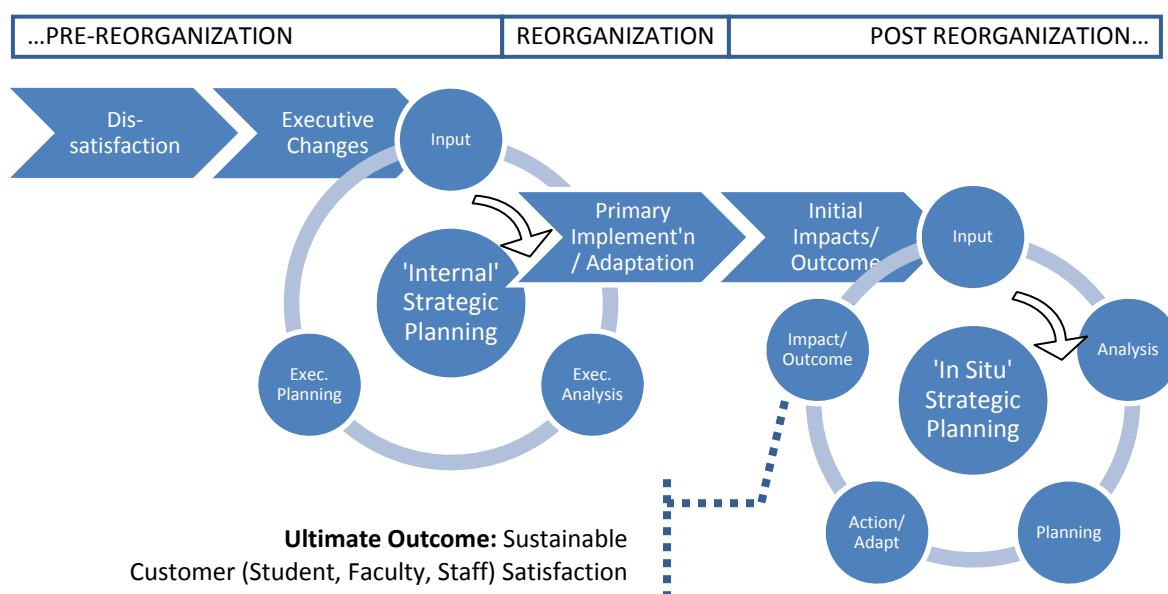 ...PRE-REORGANIZATION
REORGANIZATION
POST REORGANIZATION...
Dis-
satisfaction
Executive
Changes
Input
'Internal'
Strategic
Planning
Exec.
Analysis
Exec.
Planning
Primary
Implement'n
/ Adaptation
Initial
Impacts/
Outcome
Input
Analysis
Planning
Action/
Adapt
Impact/
Outcome
'In Situ'
Strategic
Planning
Ultimate Outcome: Sustainable
Customer (Student, Faculty, Staff) Satisfaction